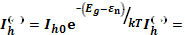 I_h^{(·)} = I_{h0}e^{-(E_g-ε_n)/kT}I_h^{(·)} =